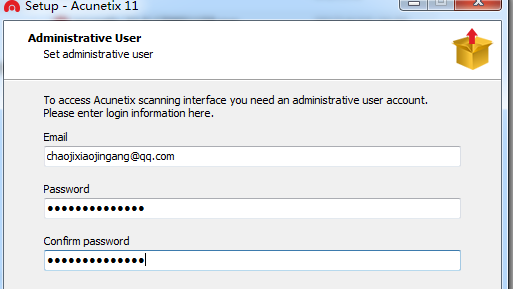 Setup - Acunetix 11
Administrative User
Set administrative user
To access Acunetix scanning interface you need an administrative user account.
Please enter login information here.
Email
chaojixiaojingang@qq.com
Password
●●●●●●●●●●●●●●
Confirm password
●●●●●●●●●●●●●●